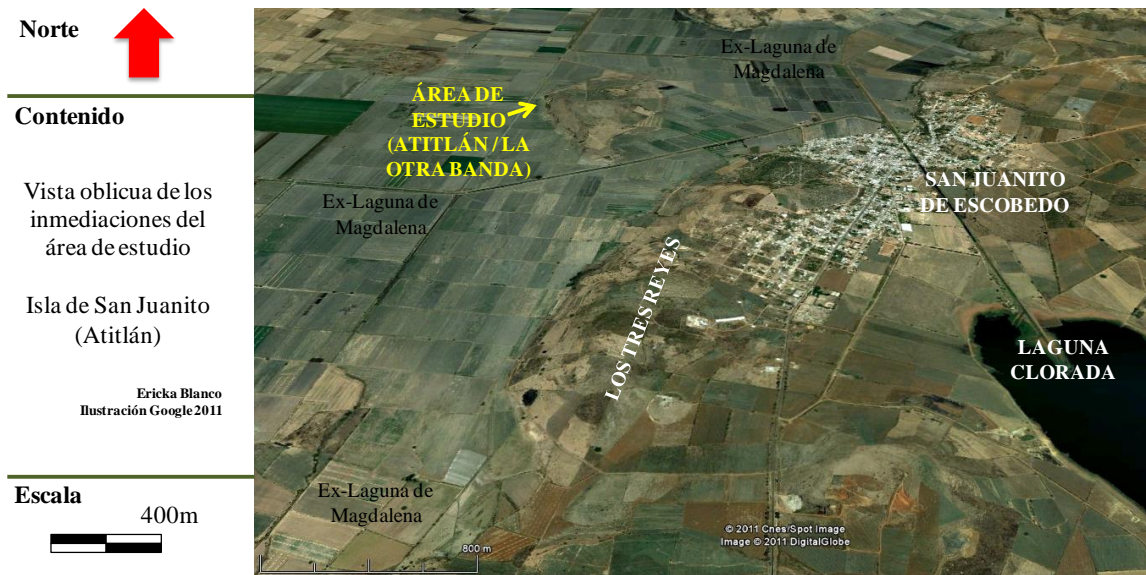 Norte
Contenido
Vista oblicua de los
inmediaciones del
área de estudio
Isla de San Juanito
(Atitlán)
Ericka Blanco
Ilustración Google 2011
Escala
400m
Ex-Laguna de
Magdalena
ÁREA DE
ESTUDIO
(ATITLÁN / LA
OTRA BANDA)
SAN JUANITO
DE ESCOBEDO
Ex-Laguna de
Magdalena
LOS TRES REYES
LAGUNA
CLORADA
Ex-Laguna de
Magdalena
800 m
© 2011 Cnes/Spot Image
Image © 2011 DigitalGlobe